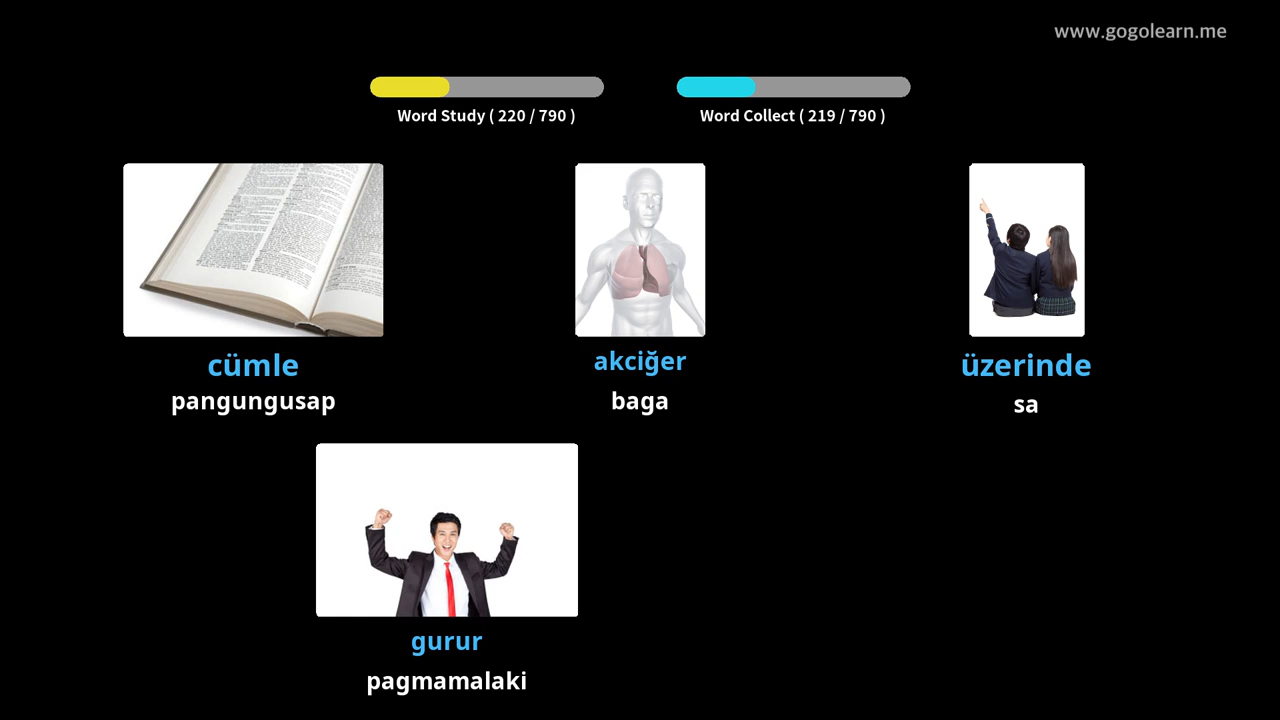 www.gogolearn.me
Word Study ( 220 / 790 )
Word Collect ( 219 / 790 )
cümle
pangungusap
akciğer
baga
üzerinde
sa
gurur
pagmamalaki